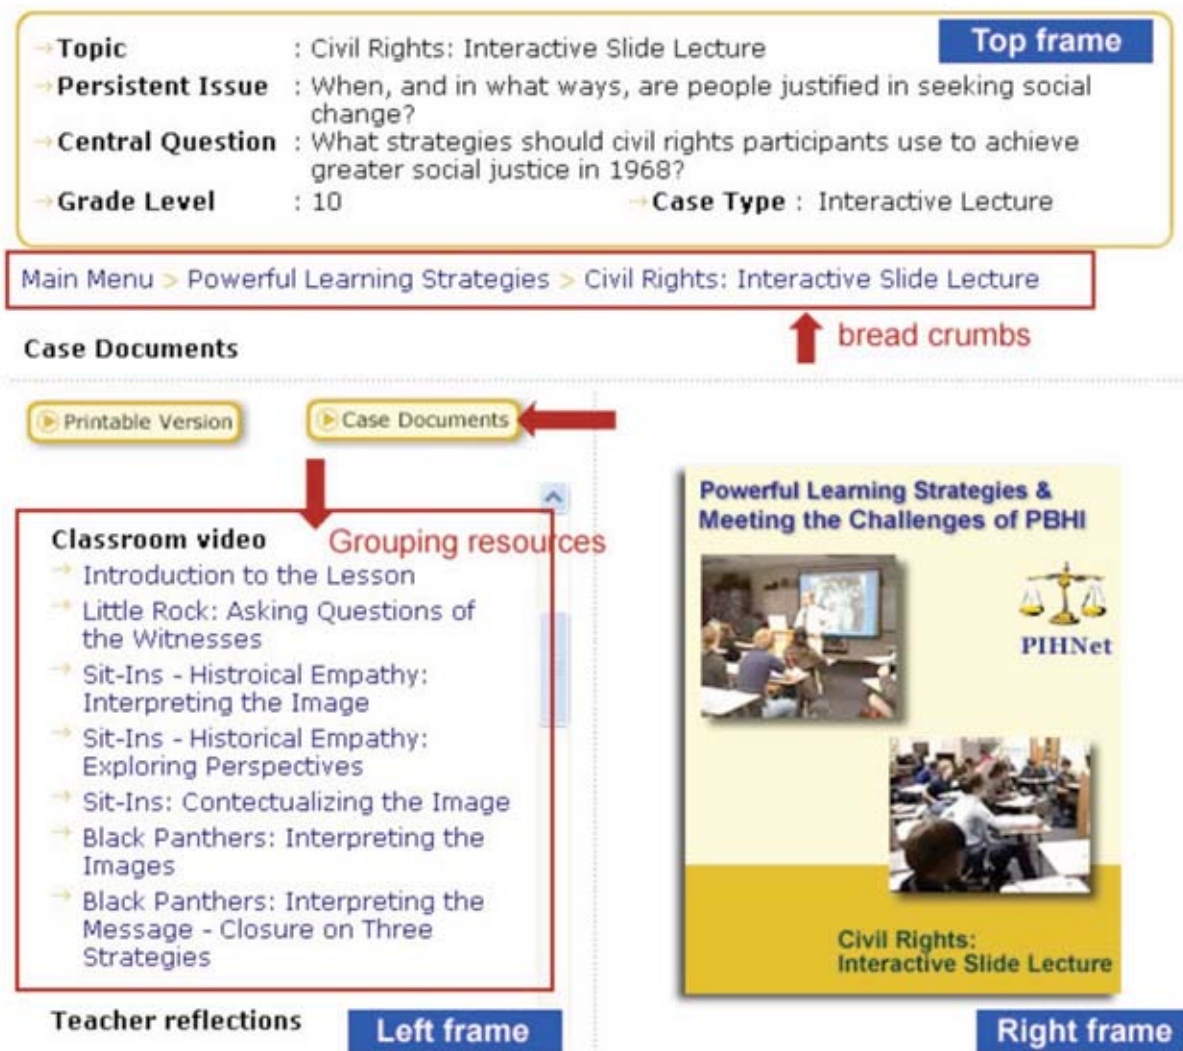 →Topic : Civil Rights: Interactive Slide Lecture
Top frame
→Persistent Issue : When, and in what ways, are people justified in seeking social
change?
→Central Question : What strategies should civil rights participants use to achieve
greater social justice in 1968?
→Grade Level : 10 →Case Type : Interactive Lecture
Main Menu > Powerful Learning Strategies > Civil Rights: Interactive Slide Lecture
bread crumbs
Case Documents
Printable Version
Case Documents
Grouping resources
Classroom video
→ Introduction to the Lesson
→ Little Rock: Asking Questions of
the Witnesses
→ Sit-Ins - Histroical Empathy:
Interpreting the Image
→ Sit-Ins - Historical Empathy:
Exploring Perspectives
→ Sit-Ins: Contectualizing the Image
→ Black Panthers: Interpreting the
Images
→ Black Panthers: Interpreting the
Message - Closure on Three
Strategies
Teacher reflections
Left frame
Powerful Learning Strategies &
Meeting the Challenges of PBHI
PIHNet
Civil Rights:
Interactive Slide Lecture
Right frame